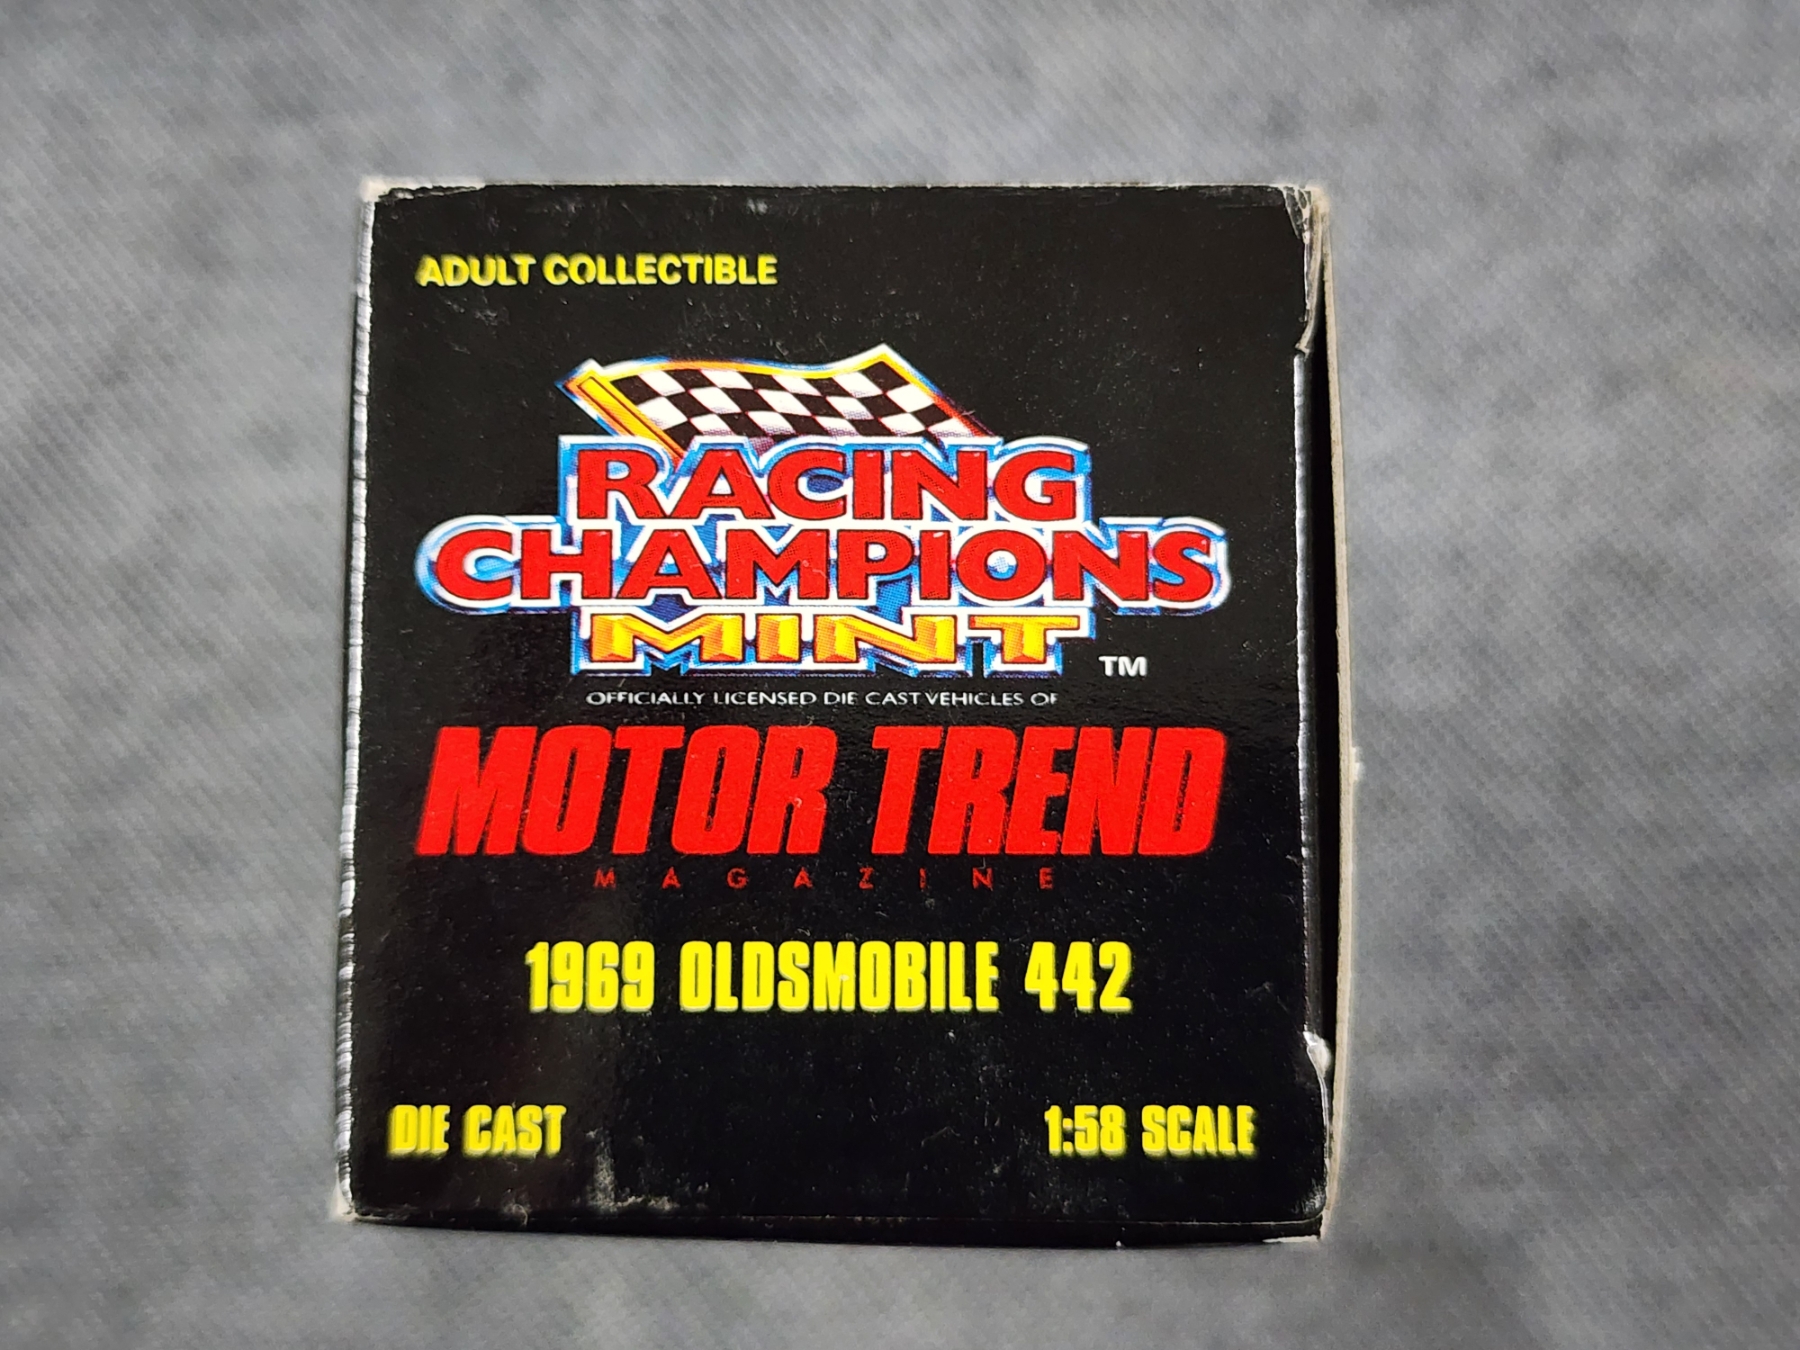 ADULT COLLECTIBLE
RACING
CHAMPIONS
MINT TM
OFFICIALLY LICENSED DIE CAST VEHICLES OF
MOTOR TREND
MAGAZINE
1969 OLDSMOBILE 442
DIE CAST 1:58 SCALE